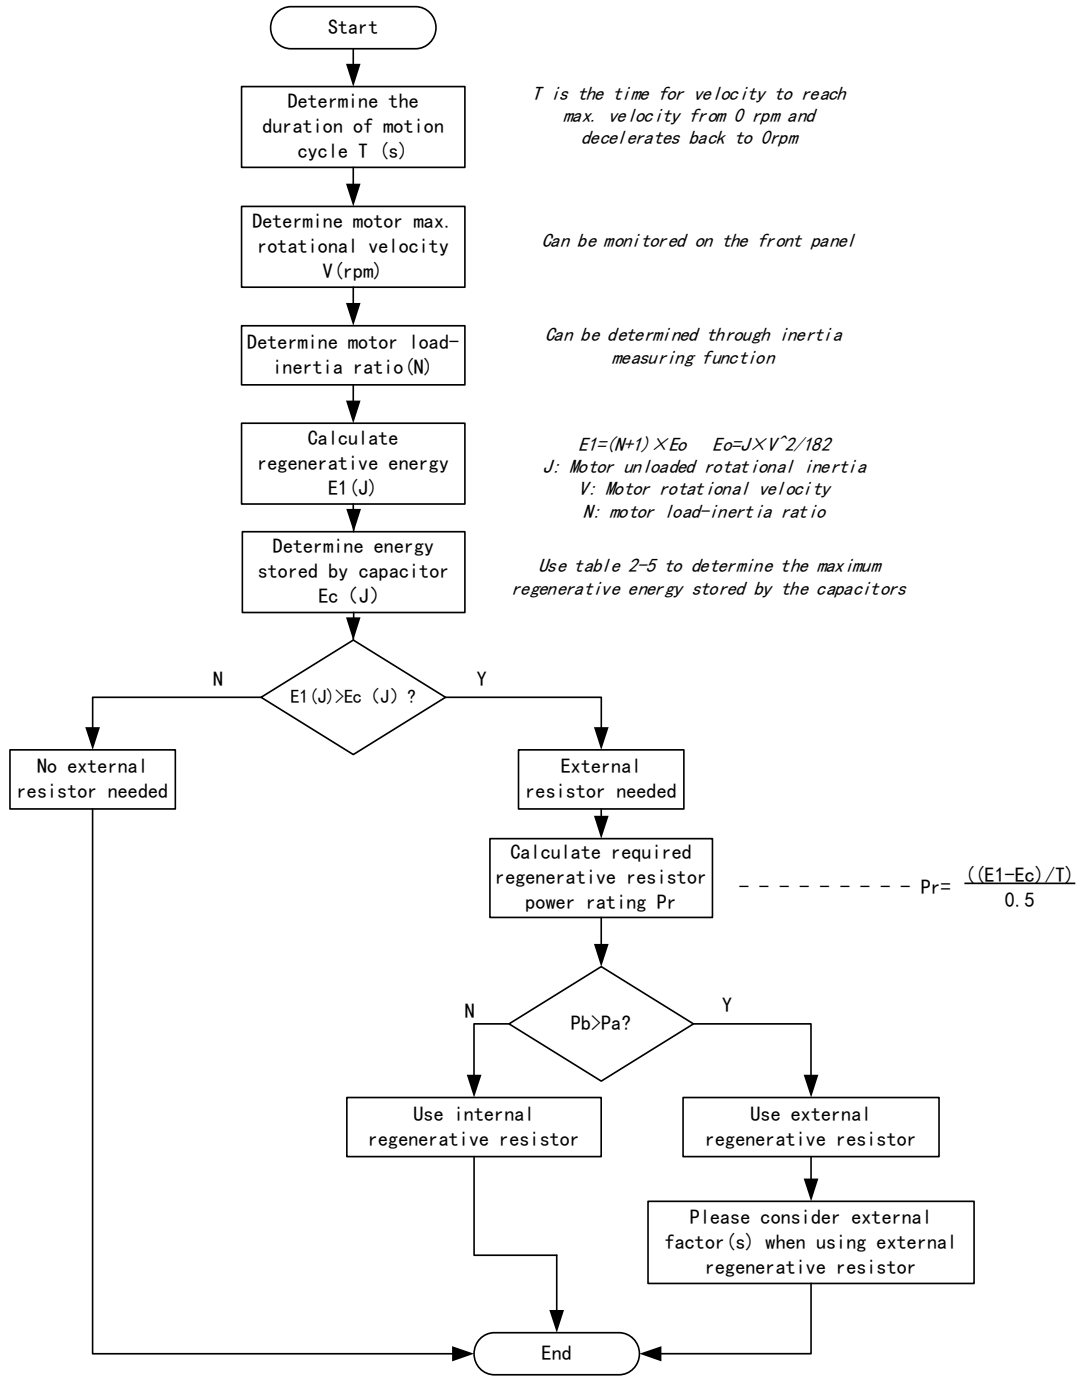 Start
Determine the
duration of motion
cycle T (s)
T is the time for velocity to reach
max. velocity from 0 rpm and
decelerates back to 0rpm
Determine motor max.
rotational velocity
V(rpm)
Can be monitored on the front panel
Determine motor load-
inertia ratio(N)
Can be determined through inertia
measuring function
Calculate
regenerative energy
E1(J)
E1=(N+1)×Eo Eo=J×V^2/182
J: Motor unloaded rotational inertia
V: Motor rotational velocity
N: motor load-inertia ratio
Determine energy
stored by capacitor
Ec (J)
Use table 2-5 to determine the maximum
regenerative energy stored by the capacitors
E1(J)>Ec (J) ?
N
Y
No external
resistor needed
External
resistor needed
Calculate required
regenerative resistor
power rating Pr
Pr= ((E1-Ec)/T)
0.5
Pb>Pa?
N
Y
Use internal
regenerative resistor
Use external
regenerative resistor
Please consider external
factor(s) when using external
regenerative resistor
End